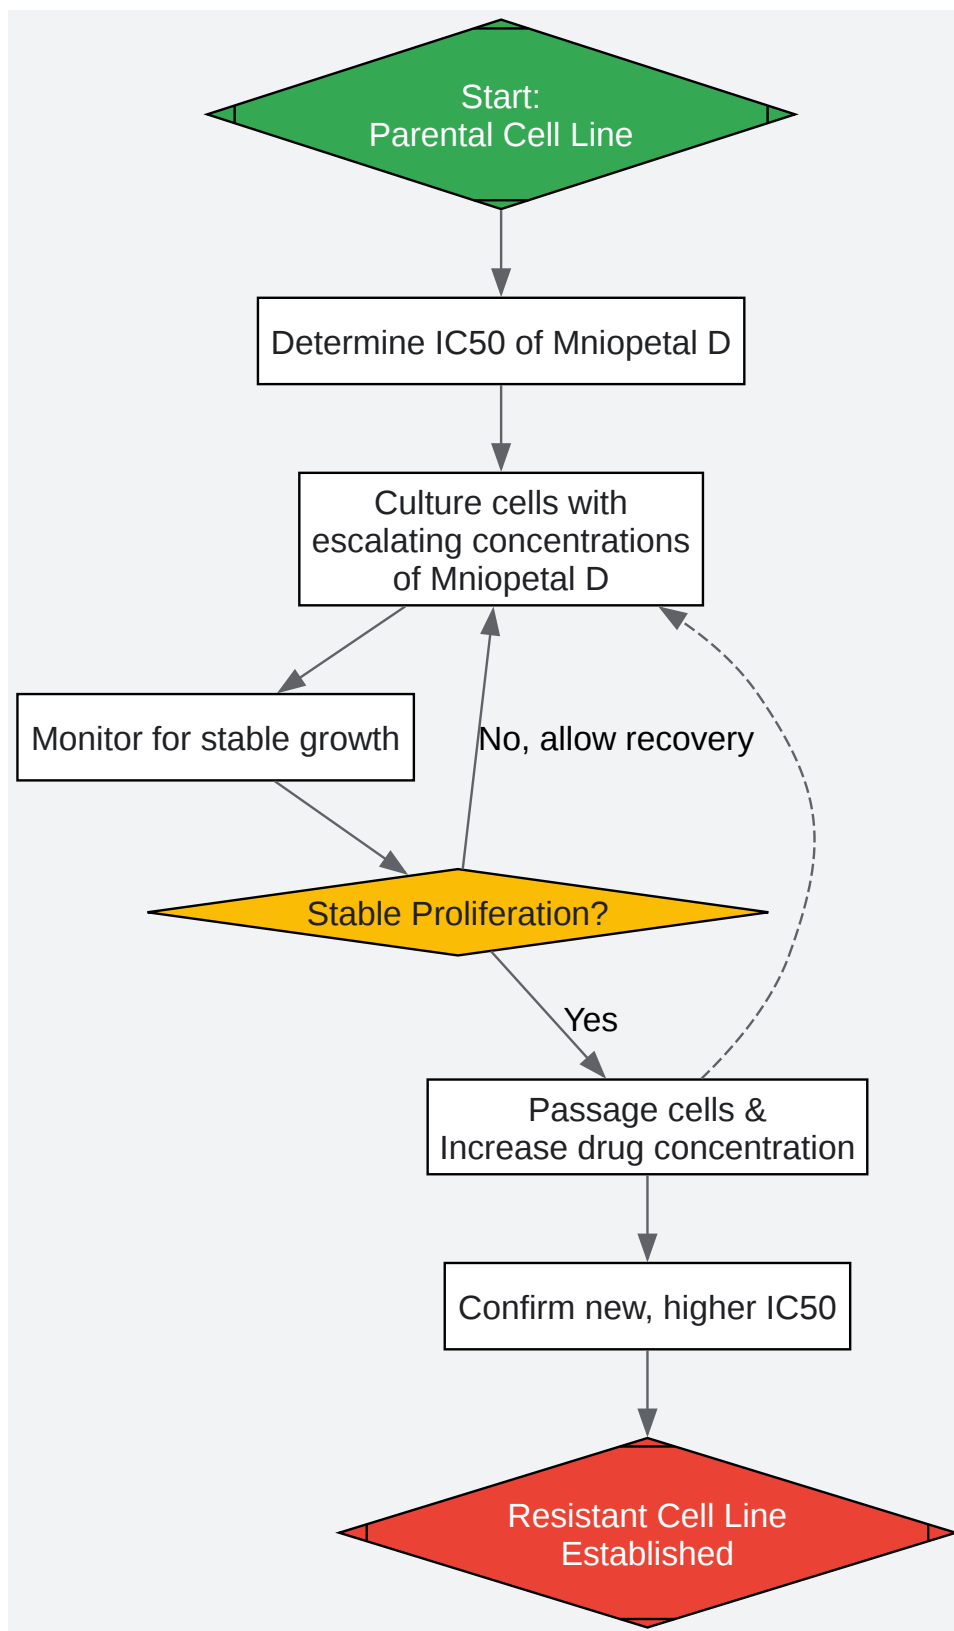 Start:
Parental Cell Line
Determine IC50 of Mniopetal D
Culture cells with
escalating concentrations
of Mniopetal D
Monitor for stable growth
No, allow recovery
Stable Proliferation?
Yes
Passage cells &
Increase drug concentration
Confirm new, higher IC50
Resistant Cell Line
Established